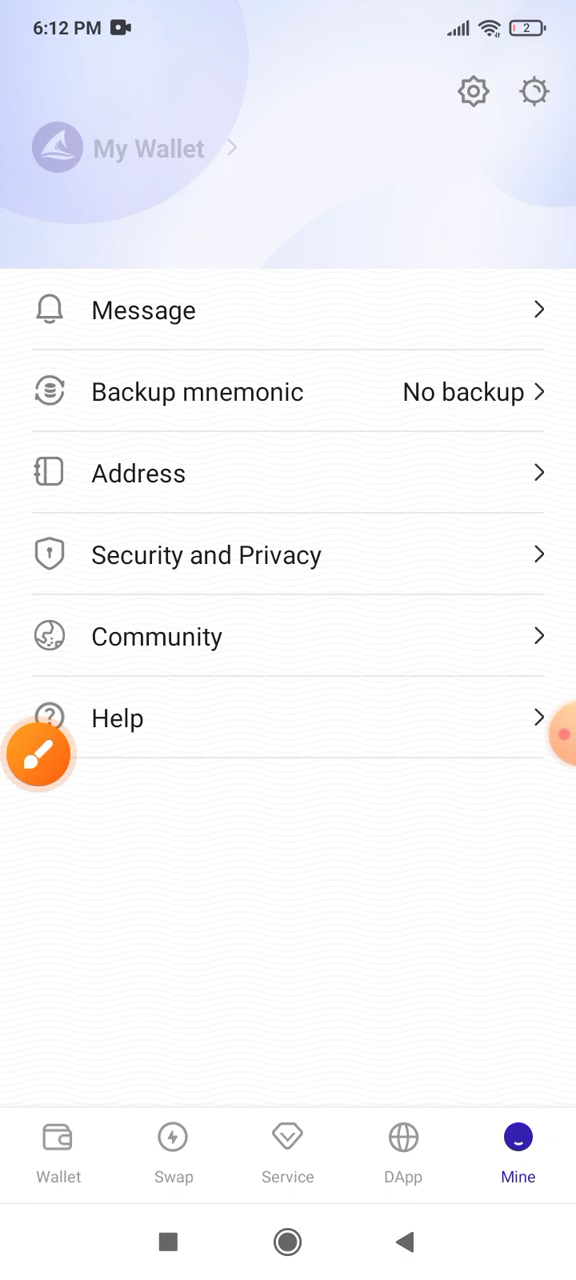 6:12 PM
2
My Wallet
Message
Backup mnemonic No backup
Address
Security and Privacy
Community
Help
Wallet Swap Service DApp Mine